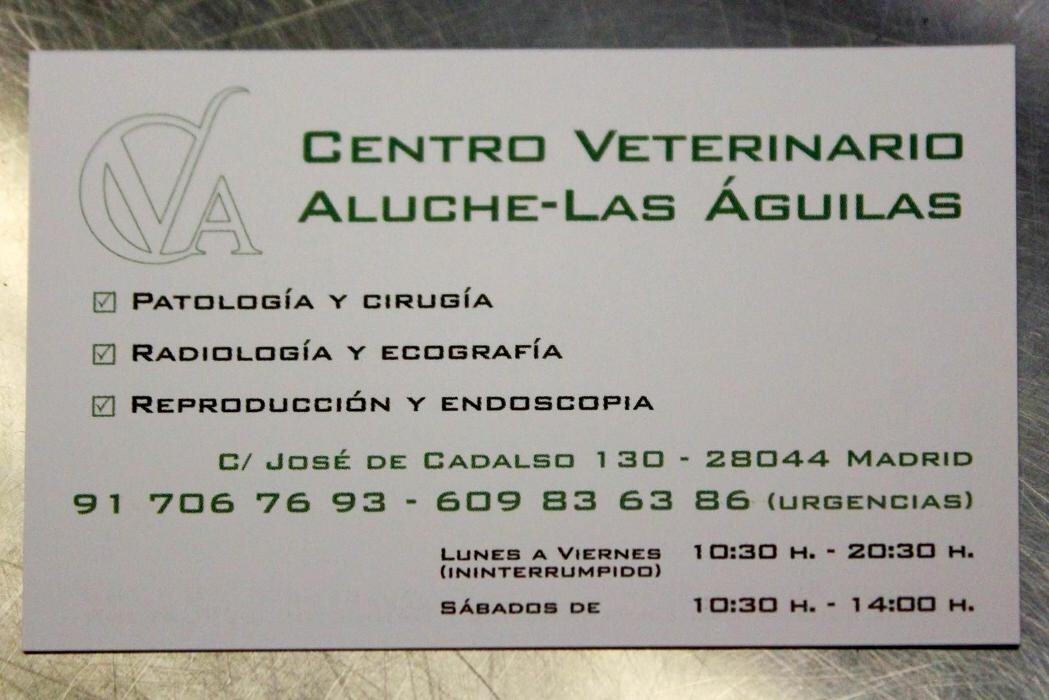 CVA
CENTRO VETERINARIO
ALUCHE-LAS ÁGUILAS
☑ PATOLOGÍA Y CIRUGÍA
☑ RADIOLOGÍA Y ECOGRAFÍA
☑ REPRODUCCIÓN Y ENDOSCOPIA
C/ JOSÉ DE CADALSO 130 - 28044 MADRID
91 706 76 93 - 609 83 63 86 (URGENCIAS)
LUNES A VIERNES 10:30 H. - 20:30 H.
(ININTERRUMPIDO)
SÁBADOS DE 10:30 H. - 14:00 H.